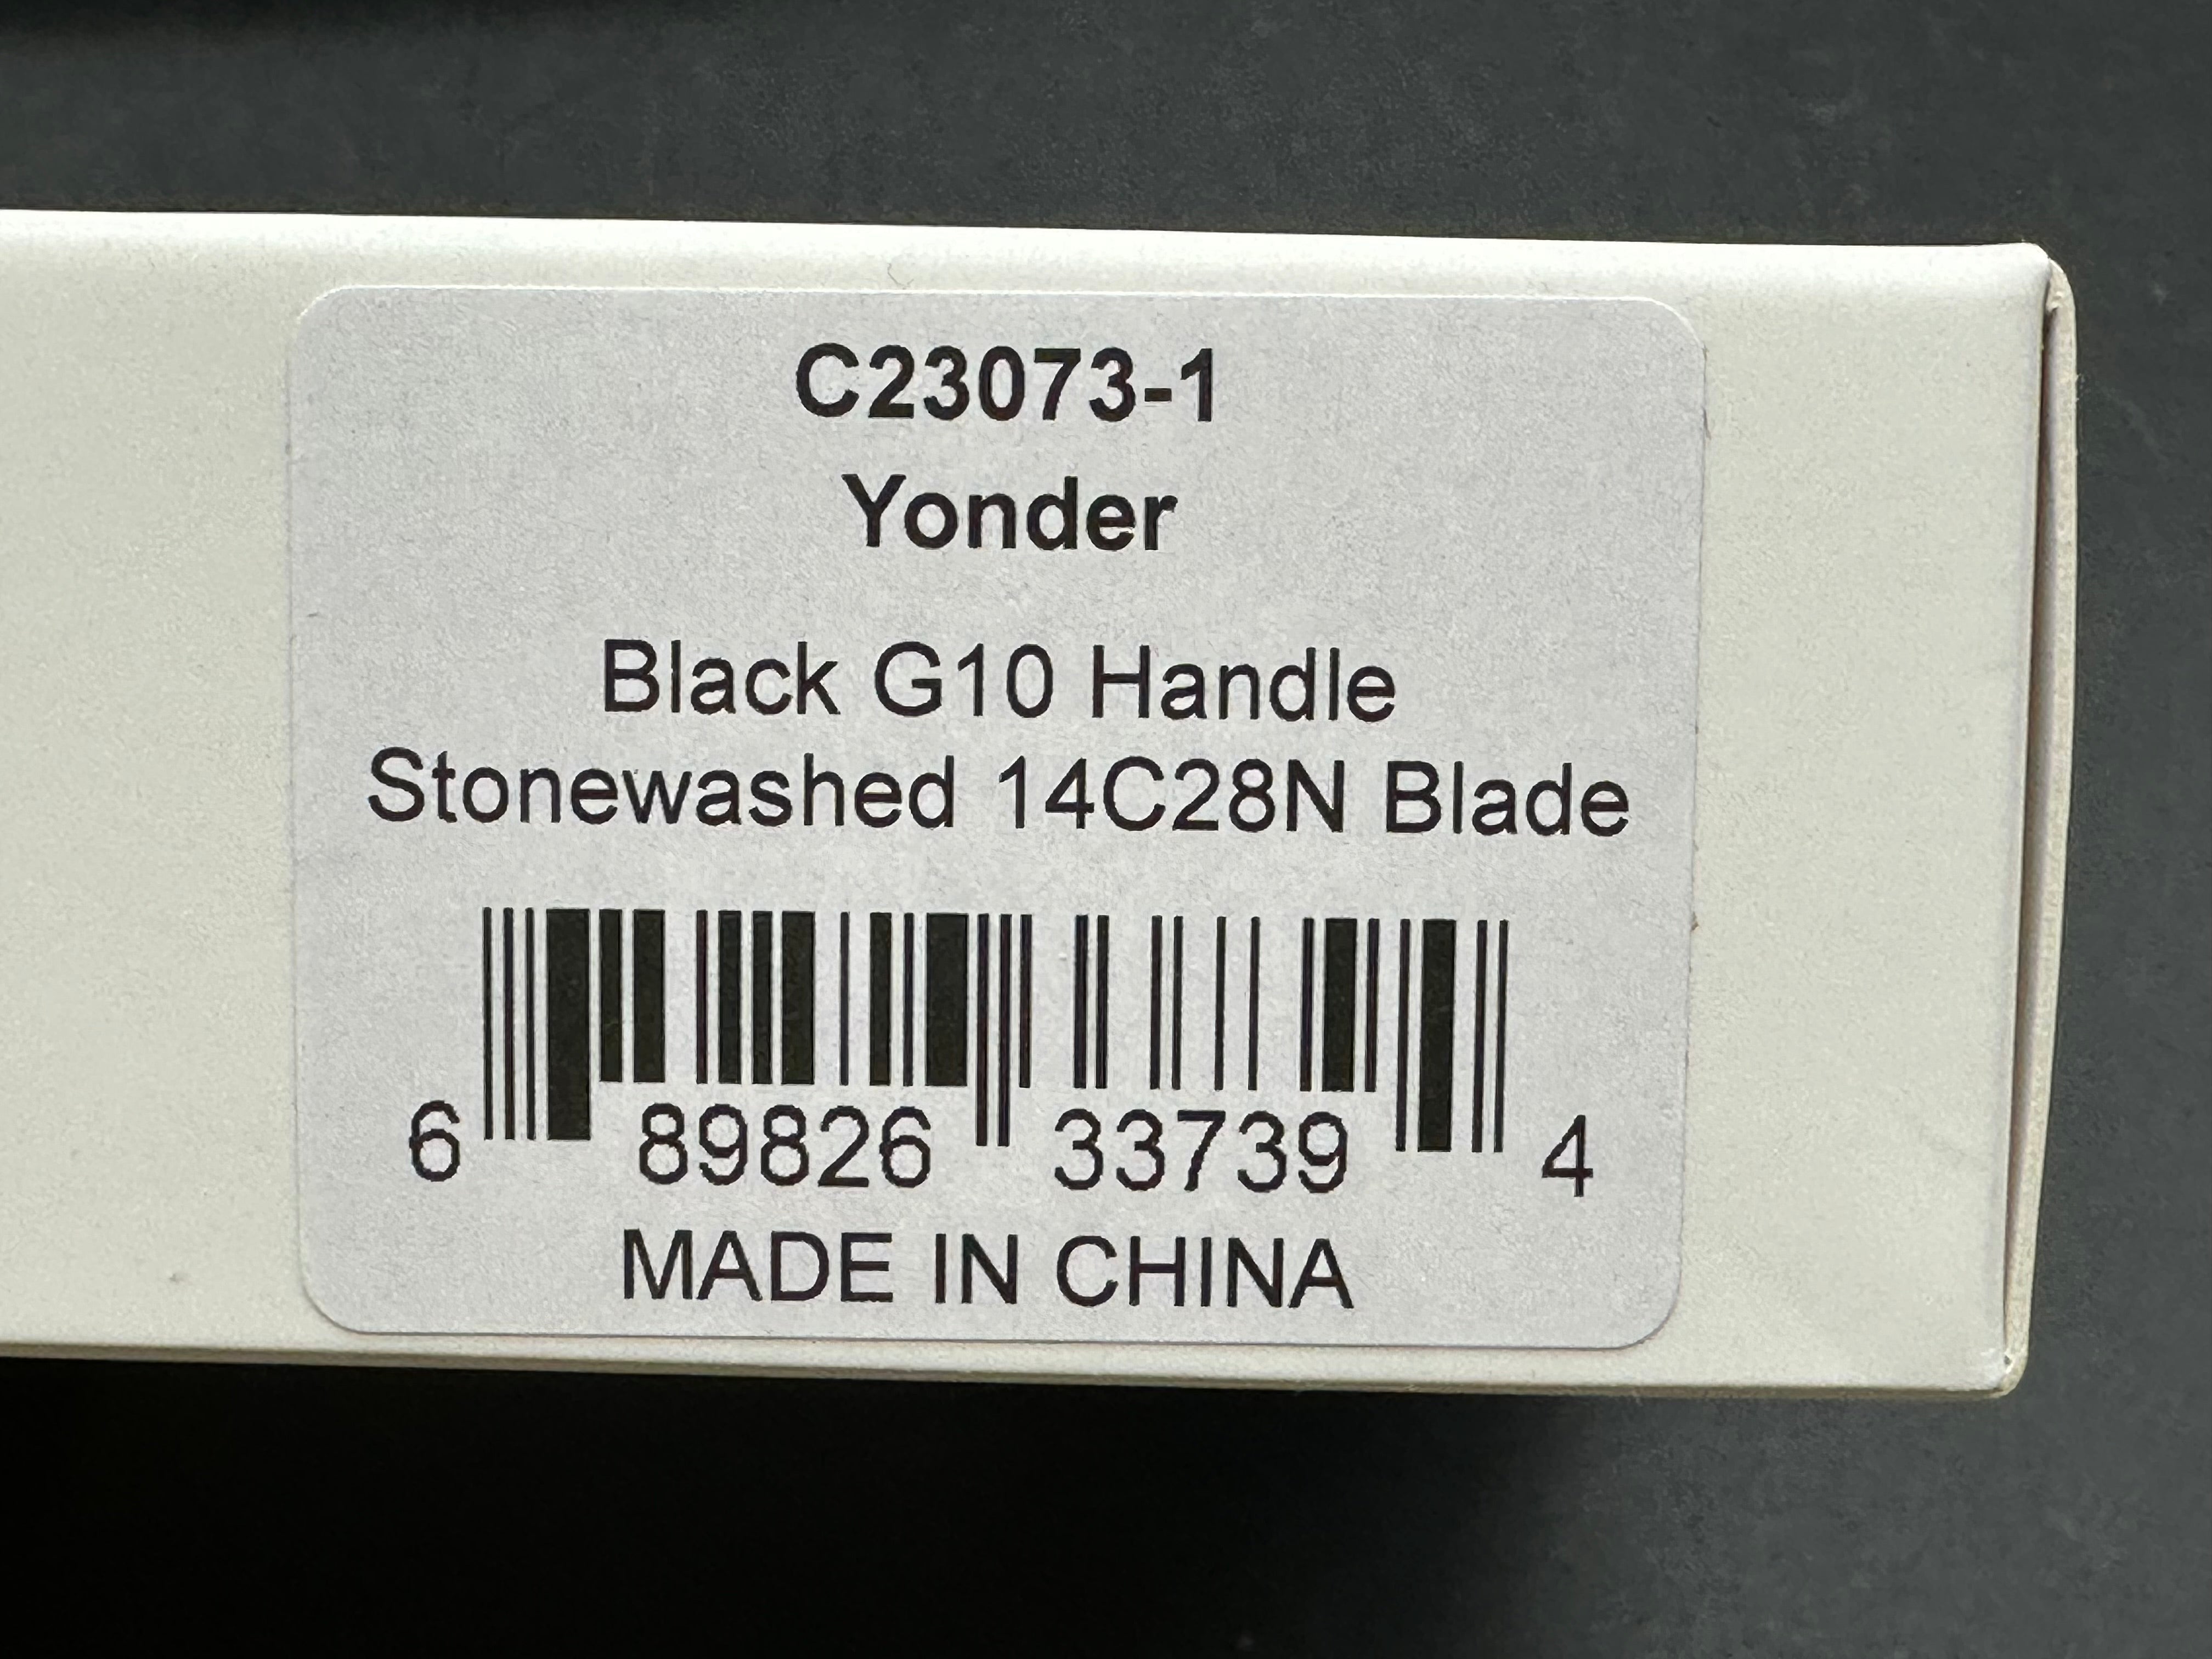 C23073-1
Yonder
Black G10 Handle
Stonewashed 14C28N Blade
6 89826 33739 4
MADE IN CHINA